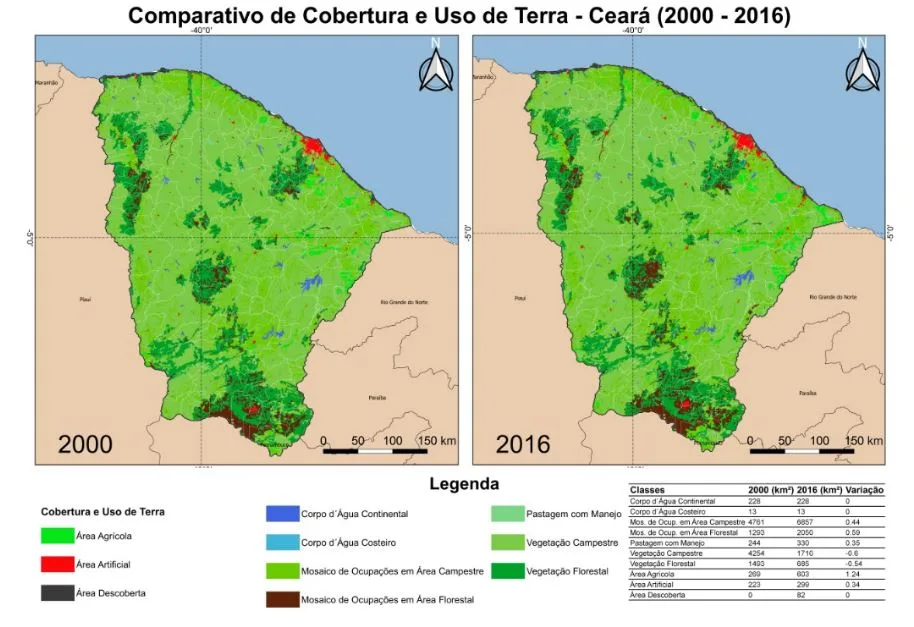 Comparativo de Cobertura e Uso de Terra - Ceará (2000 - 2016)
-40°0'
-40°0'
N
N
Maranhão
Maranhão
-5°0'
-5°0'
Piauí
Rio Grande do Norte
Piauí
Rio Grande do Norte
Paraíba
Paraíba
Pernambuco
Pernambuco
2000
0 50 100 150 km
2016
0 50 100 150 km
Legenda
Cobertura e Uso de Terra
Área Agrícola
Área Artificial
Área Descoberta
Corpo d´Água Continental
Corpo d´Água Costeiro
Mosaico de Ocupações em Área Campestre
Mosaico de Ocupações em Área Florestal
Pastagem com Manejo
Vegetação Campestre
Vegetação Florestal
Classes 2000 (km²) 2016 (km²) Variação
Corpo d´Água Continental 228 228 0
Corpo d´Água Costeiro 13 13 0
Mos. de Ocup. em Área Campestre 4761 6857 0.44
Mos. de Ocup. em Área Florestal 1293 2050 0.59
Pastagem com Manejo 244 330 0.35
Vegetação Campestre 4254 1710 -0.6
Vegetação Florestal 1493 685 -0.54
Área Agrícola 269 603 1.24
Área Artificial 223 299 0.34
Área Descoberta 0 82 0